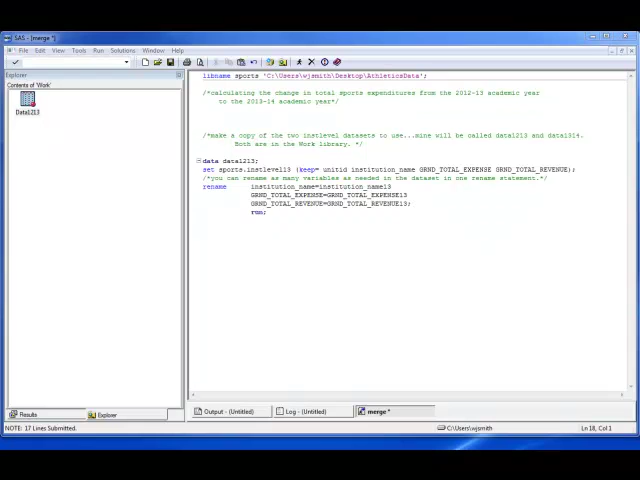 SAS - [merge *]
File Edit View Tools Run Solutions Window Help
Explorer
Contents of 'Work'
Data1213
libname sports 'C:\Users\wjsmith\Desktop\AthleticsData';
/*calculating the change in total sports expenditures from the 2012-13 academic year
to the 2013-14 academic year*/
/*make a copy of the two instlevel datasets to use...mine will be called data1213 and data1314.
Both are in the Work library. */
data data1213;
set sports.instlevel13 (keep= unitid institution_name GRND_TOTAL_EXPENSE GRND_TOTAL_REVENUE);
/*you can rename as many variables as needed in the dataset in one rename statement.*/
rename institution_name=institution_name13
GRND_TOTAL_EXPENSE=GRND_TOTAL_EXPENSE13
GRND_TOTAL_REVENUE=GRND_TOTAL_REVENUE13;
run;
Results Explorer
Output - (Untitled) Log - (Untitled) merge *
NOTE: 17 Lines Submitted. C:\Users\wjsmith Ln 18, Col 1